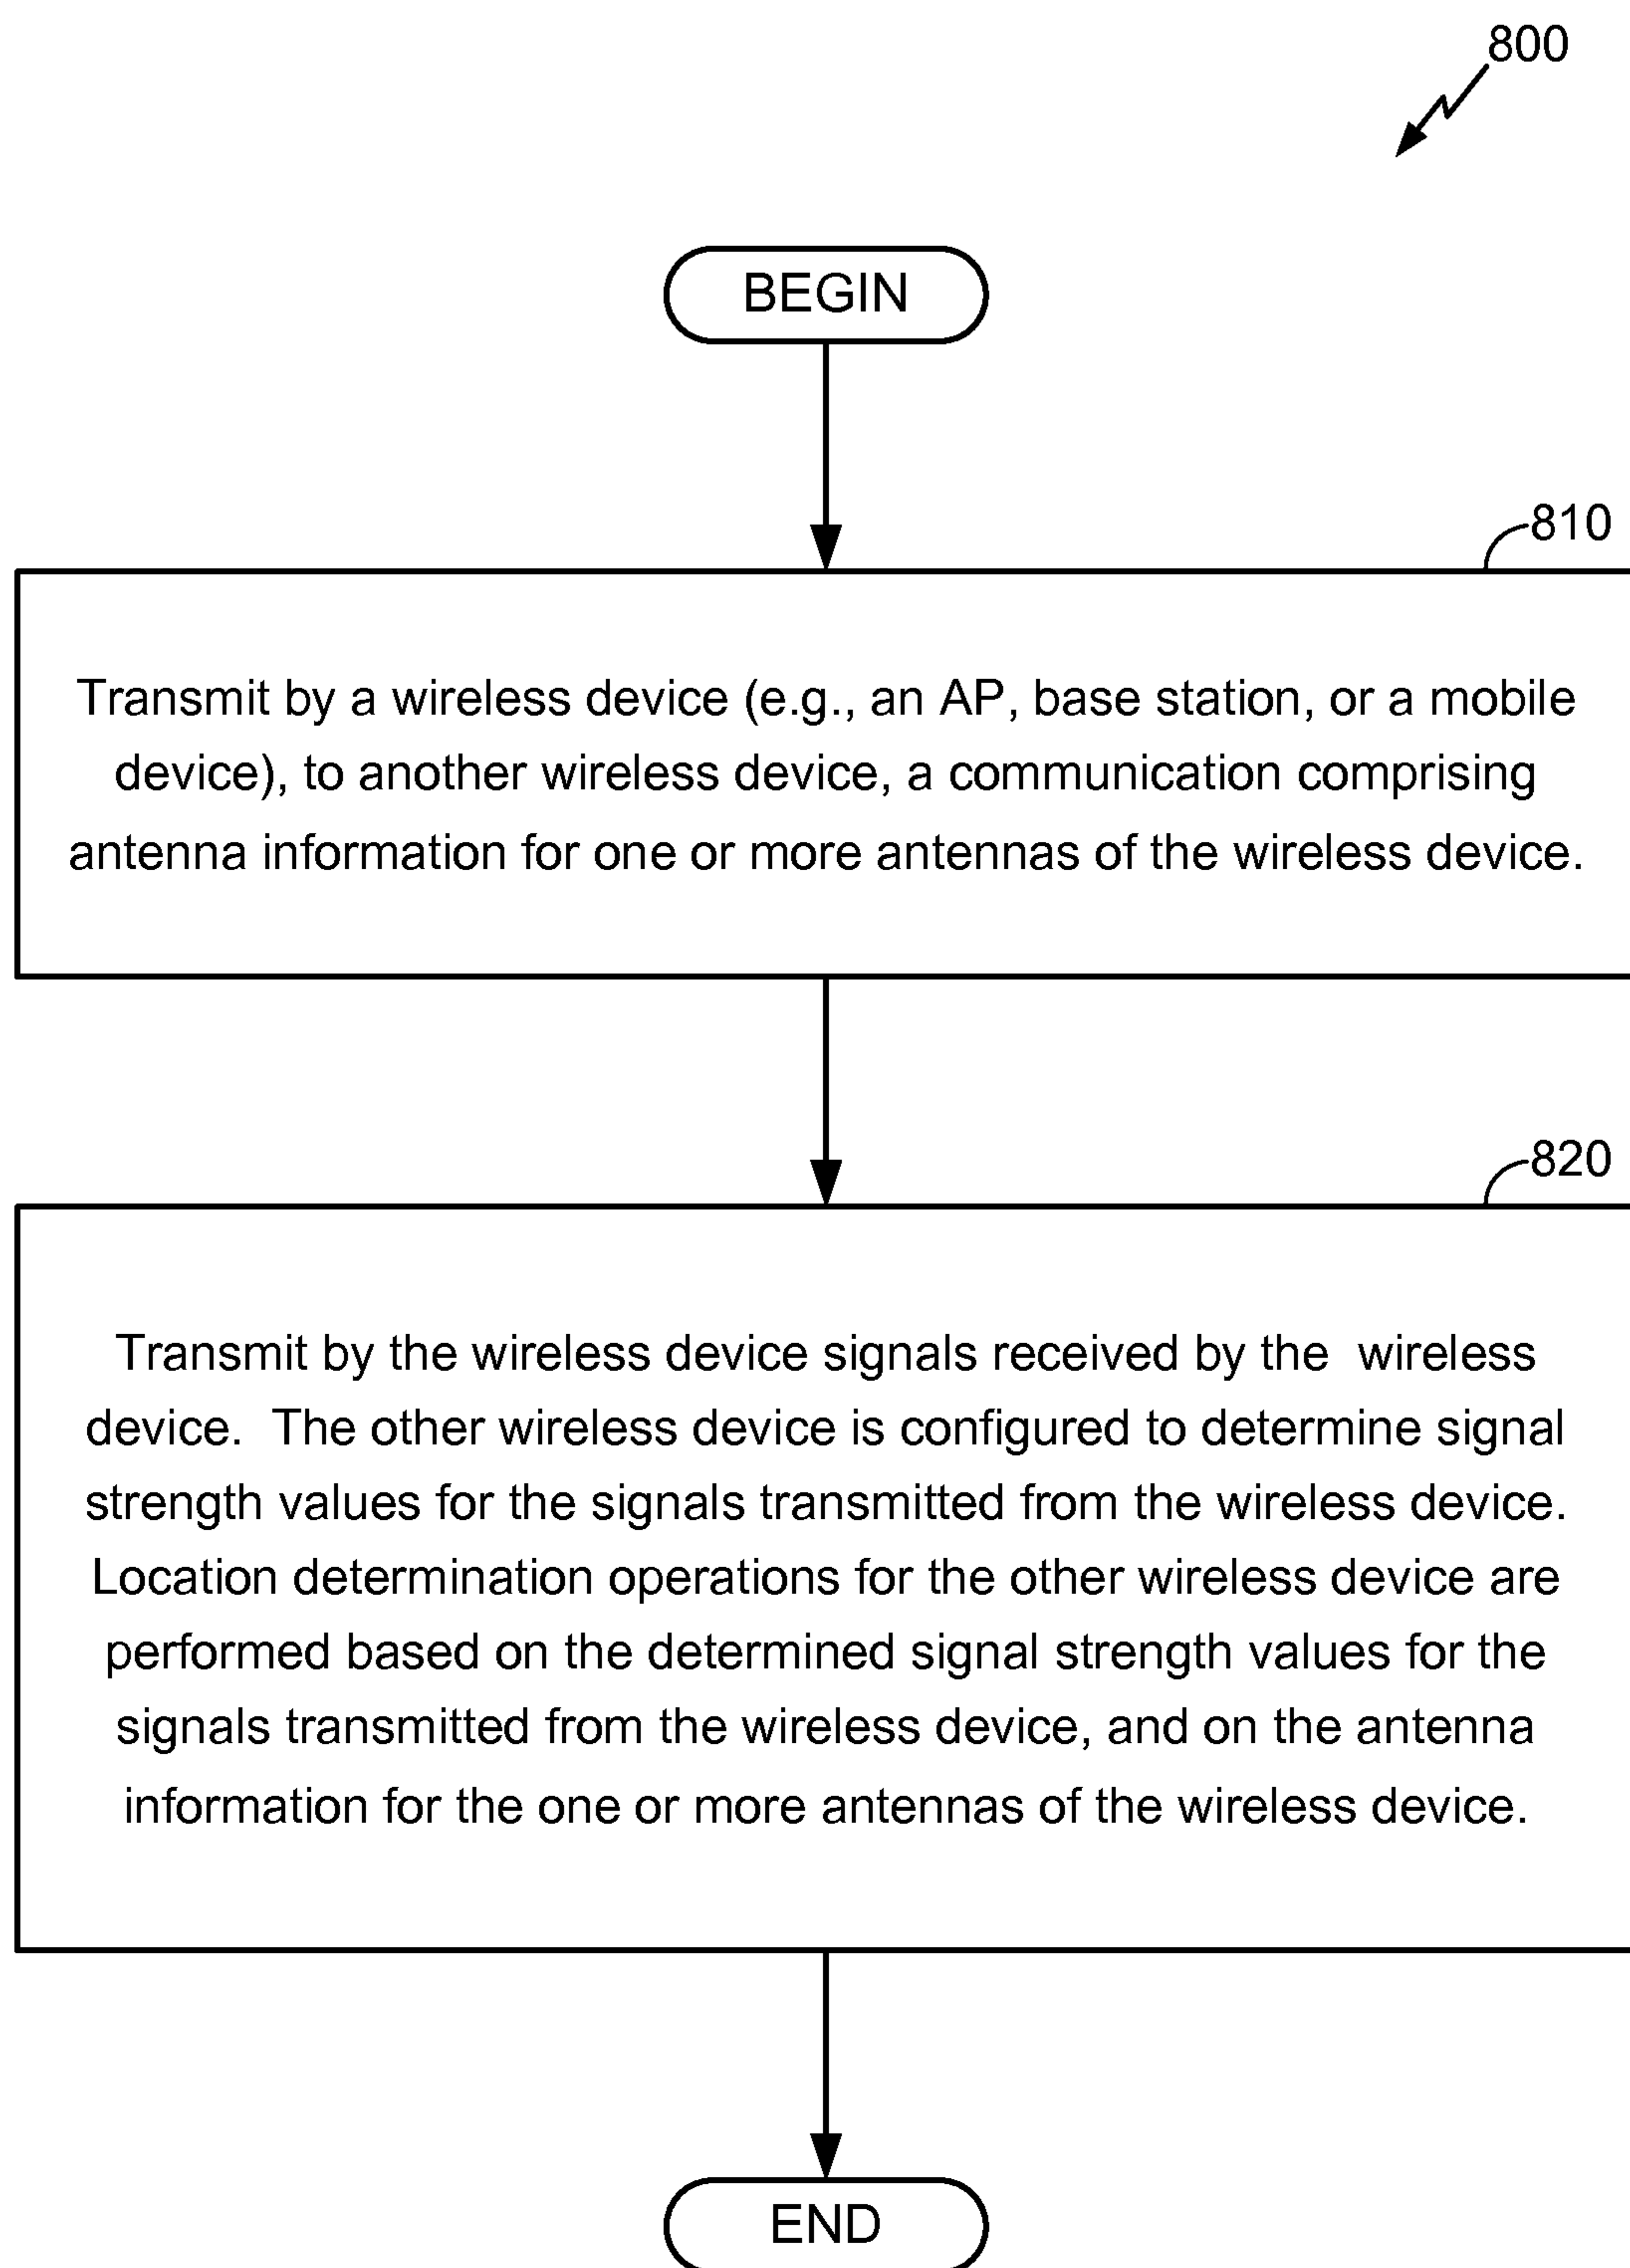 800
BEGIN
810
Transmit by a wireless device (e.g., an AP, base station, or a mobile
device), to another wireless device, a communication comprising
antenna information for one or more antennas of the wireless device.
820
Transmit by the wireless device signals received by the  wireless
device.  The other wireless device is configured to determine signal
strength values for the signals transmitted from the wireless device.
Location determination operations for the other wireless device are
performed based on the determined signal strength values for the
signals transmitted from the wireless device, and on the antenna
information for the one or more antennas of the wireless device.
END